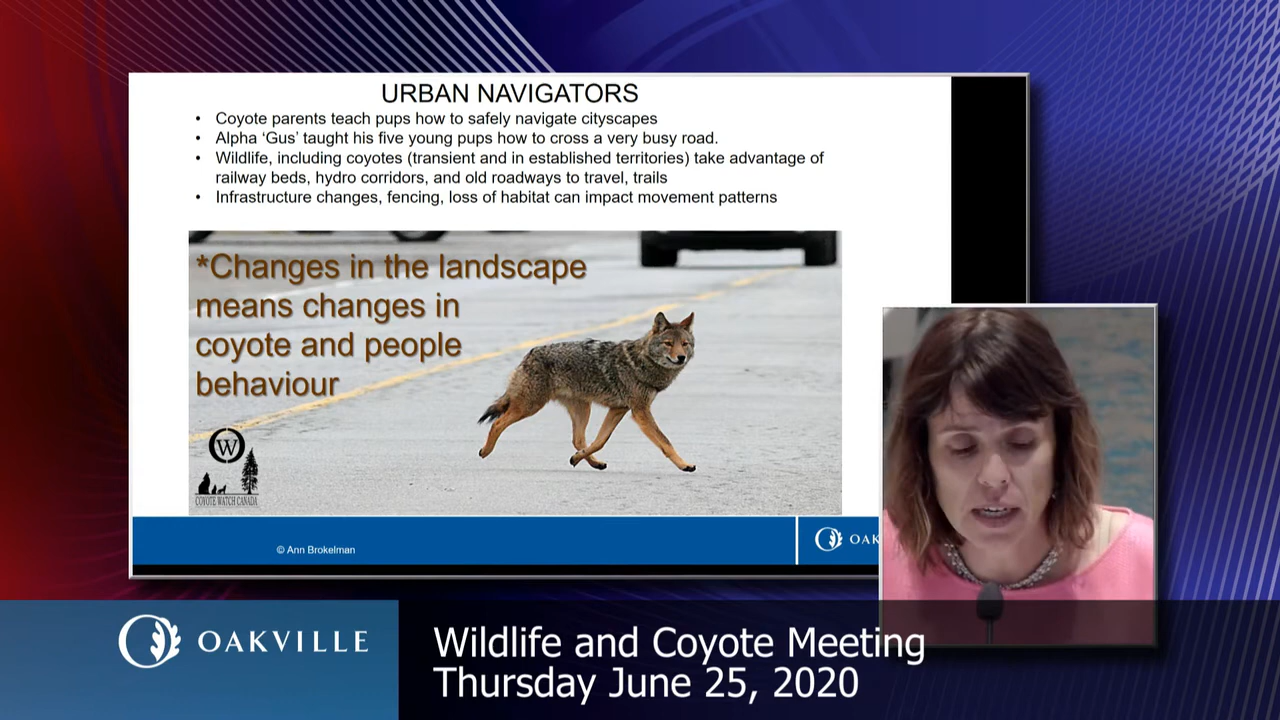 URBAN NAVIGATORS
• Coyote parents teach pups how to safely navigate cityscapes
• Alpha ‘Gus’ taught his five young pups how to cross a very busy road.
• Wildlife, including coyotes (transient and in established territories) take advantage of
railway beds, hydro corridors, and old roadways to travel, trails
• Infrastructure changes, fencing, loss of habitat can impact movement patterns
*Changes in the landscape
means changes in
coyote and people
behaviour
W
COYOTE WATCH CANADA
© Ann Brokelman
OAK
OAKVILLE
Wildlife and Coyote Meeting
Thursday June 25, 2020